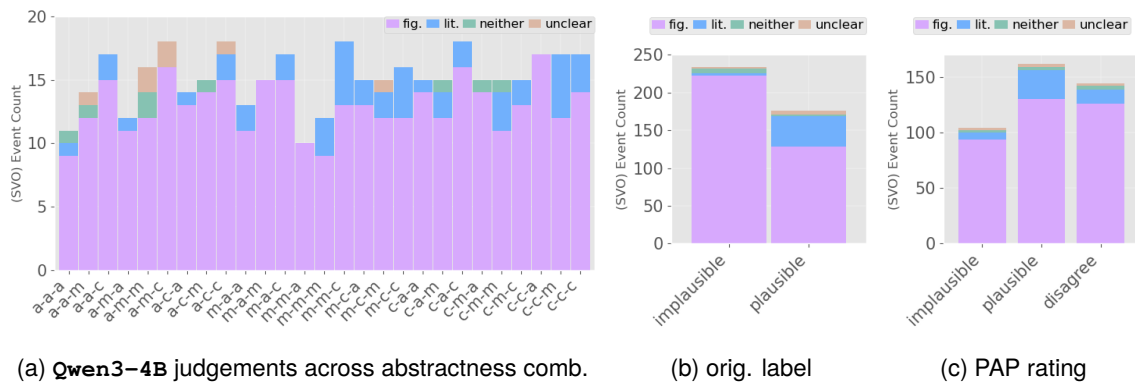 fig. lit. neither unclear
(SVO) Event Count
20
15
10
5
0
a-a-a a-a-m a-a-c a-m-a a-m-m a-m-c a-c-a a-c-m a-c-c m-a-a m-a-m m-a-c m-m-a m-m-m m-m-c m-c-a m-c-m m-c-c c-a-a c-a-m c-a-c c-m-a c-m-m c-m-c c-c-a c-c-m c-c-c
(a) Qwen3-4B judgements across abstractness comb.
fig. lit. neither unclear
(SVO) Event Count
250
200
150
100
50
0
implausible plausible
(b) orig. label
fig. lit. neither unclear
(SVO) Event Count
150
100
50
0
implausible plausible disagree
(c) PAP rating